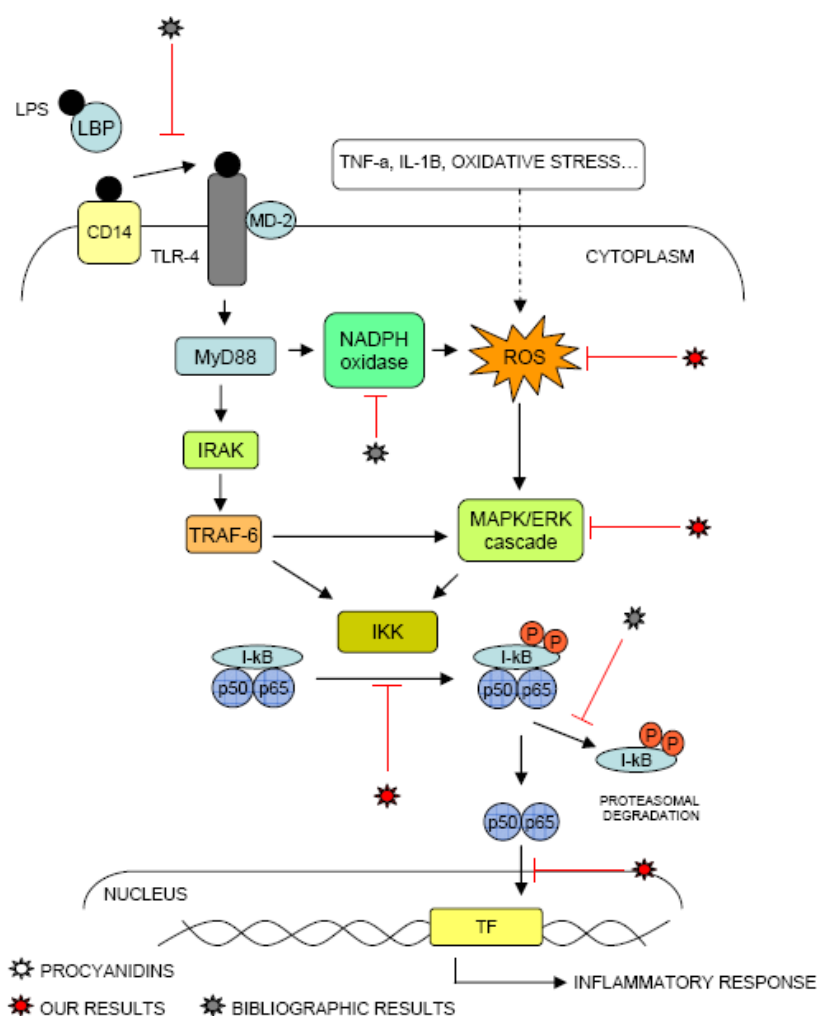 LPS
LBP
TNF-a, IL-1B, OXIDATIVE STRESS...
CD14
MD-2
TLR-4
CYTOPLASM
MyD88
NADPH
oxidase
ROS
IRAK
TRAF-6
MAPK/ERK
cascade
IKK
P P
I-kB
I-kB
p50 p65
p50 p65
P P
I-kB
PROTEASOMAL
DEGRADATION
p50 p65
NUCLEUS
TF
PROCYANIDINS
INFLAMMATORY RESPONSE
OUR RESULTS
BIBLIOGRAPHIC RESULTS